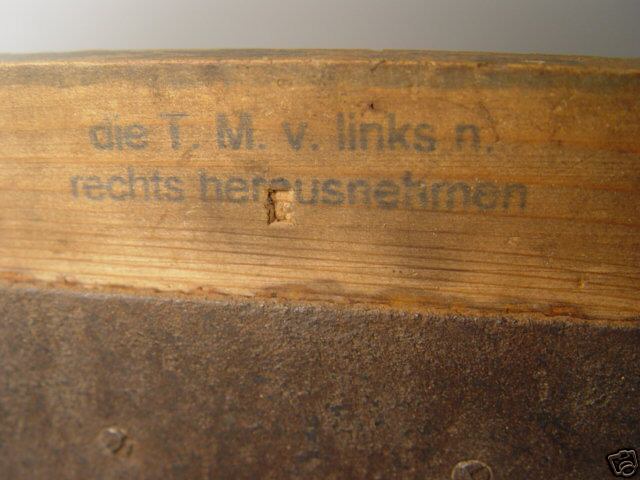 die T. M. v. links n.
rechts herausnehmen